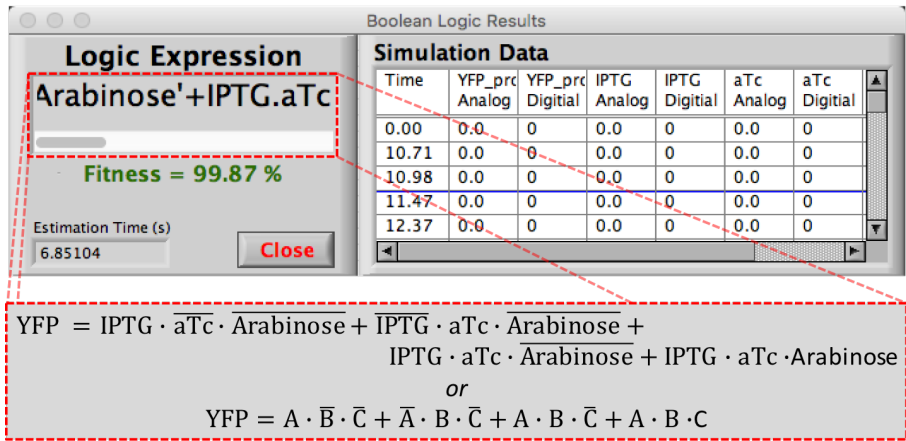 Boolean Logic Results
Logic Expression
Arabinose'+IPTG.aTc
Fitness = 99.87 %
Estimation Time (s)
6.85104
Close
Simulation Data
Time YFP_pro YFP_pro IPTG IPTG aTc aTc
Analog Digitial Analog Digitial Analog Digitial
0.00 0.0 0 0.0 0 0.0 0
10.71 0.0 0 0.0 0 0.0 0
10.98 0.0 0 0.0 0 0.0 0
11.47 0.0 0 0.0 0 0.0 0
12.37 0.0 0 0.0 0 0.0 0
YFP = IPTG · a̅T̅c̅ · A̅r̅a̅b̅i̅n̅o̅s̅e̅ + I̅P̅T̅G̅ · aTc · A̅r̅a̅b̅i̅n̅o̅s̅e̅ +
IPTG · aTc · A̅r̅a̅b̅i̅n̅o̅s̅e̅ + IPTG · aTc ·Arabinose
or
YFP = A · B̅ · C̅ + A̅ · B · C̅ + A · B · C̅ + A · B ·C